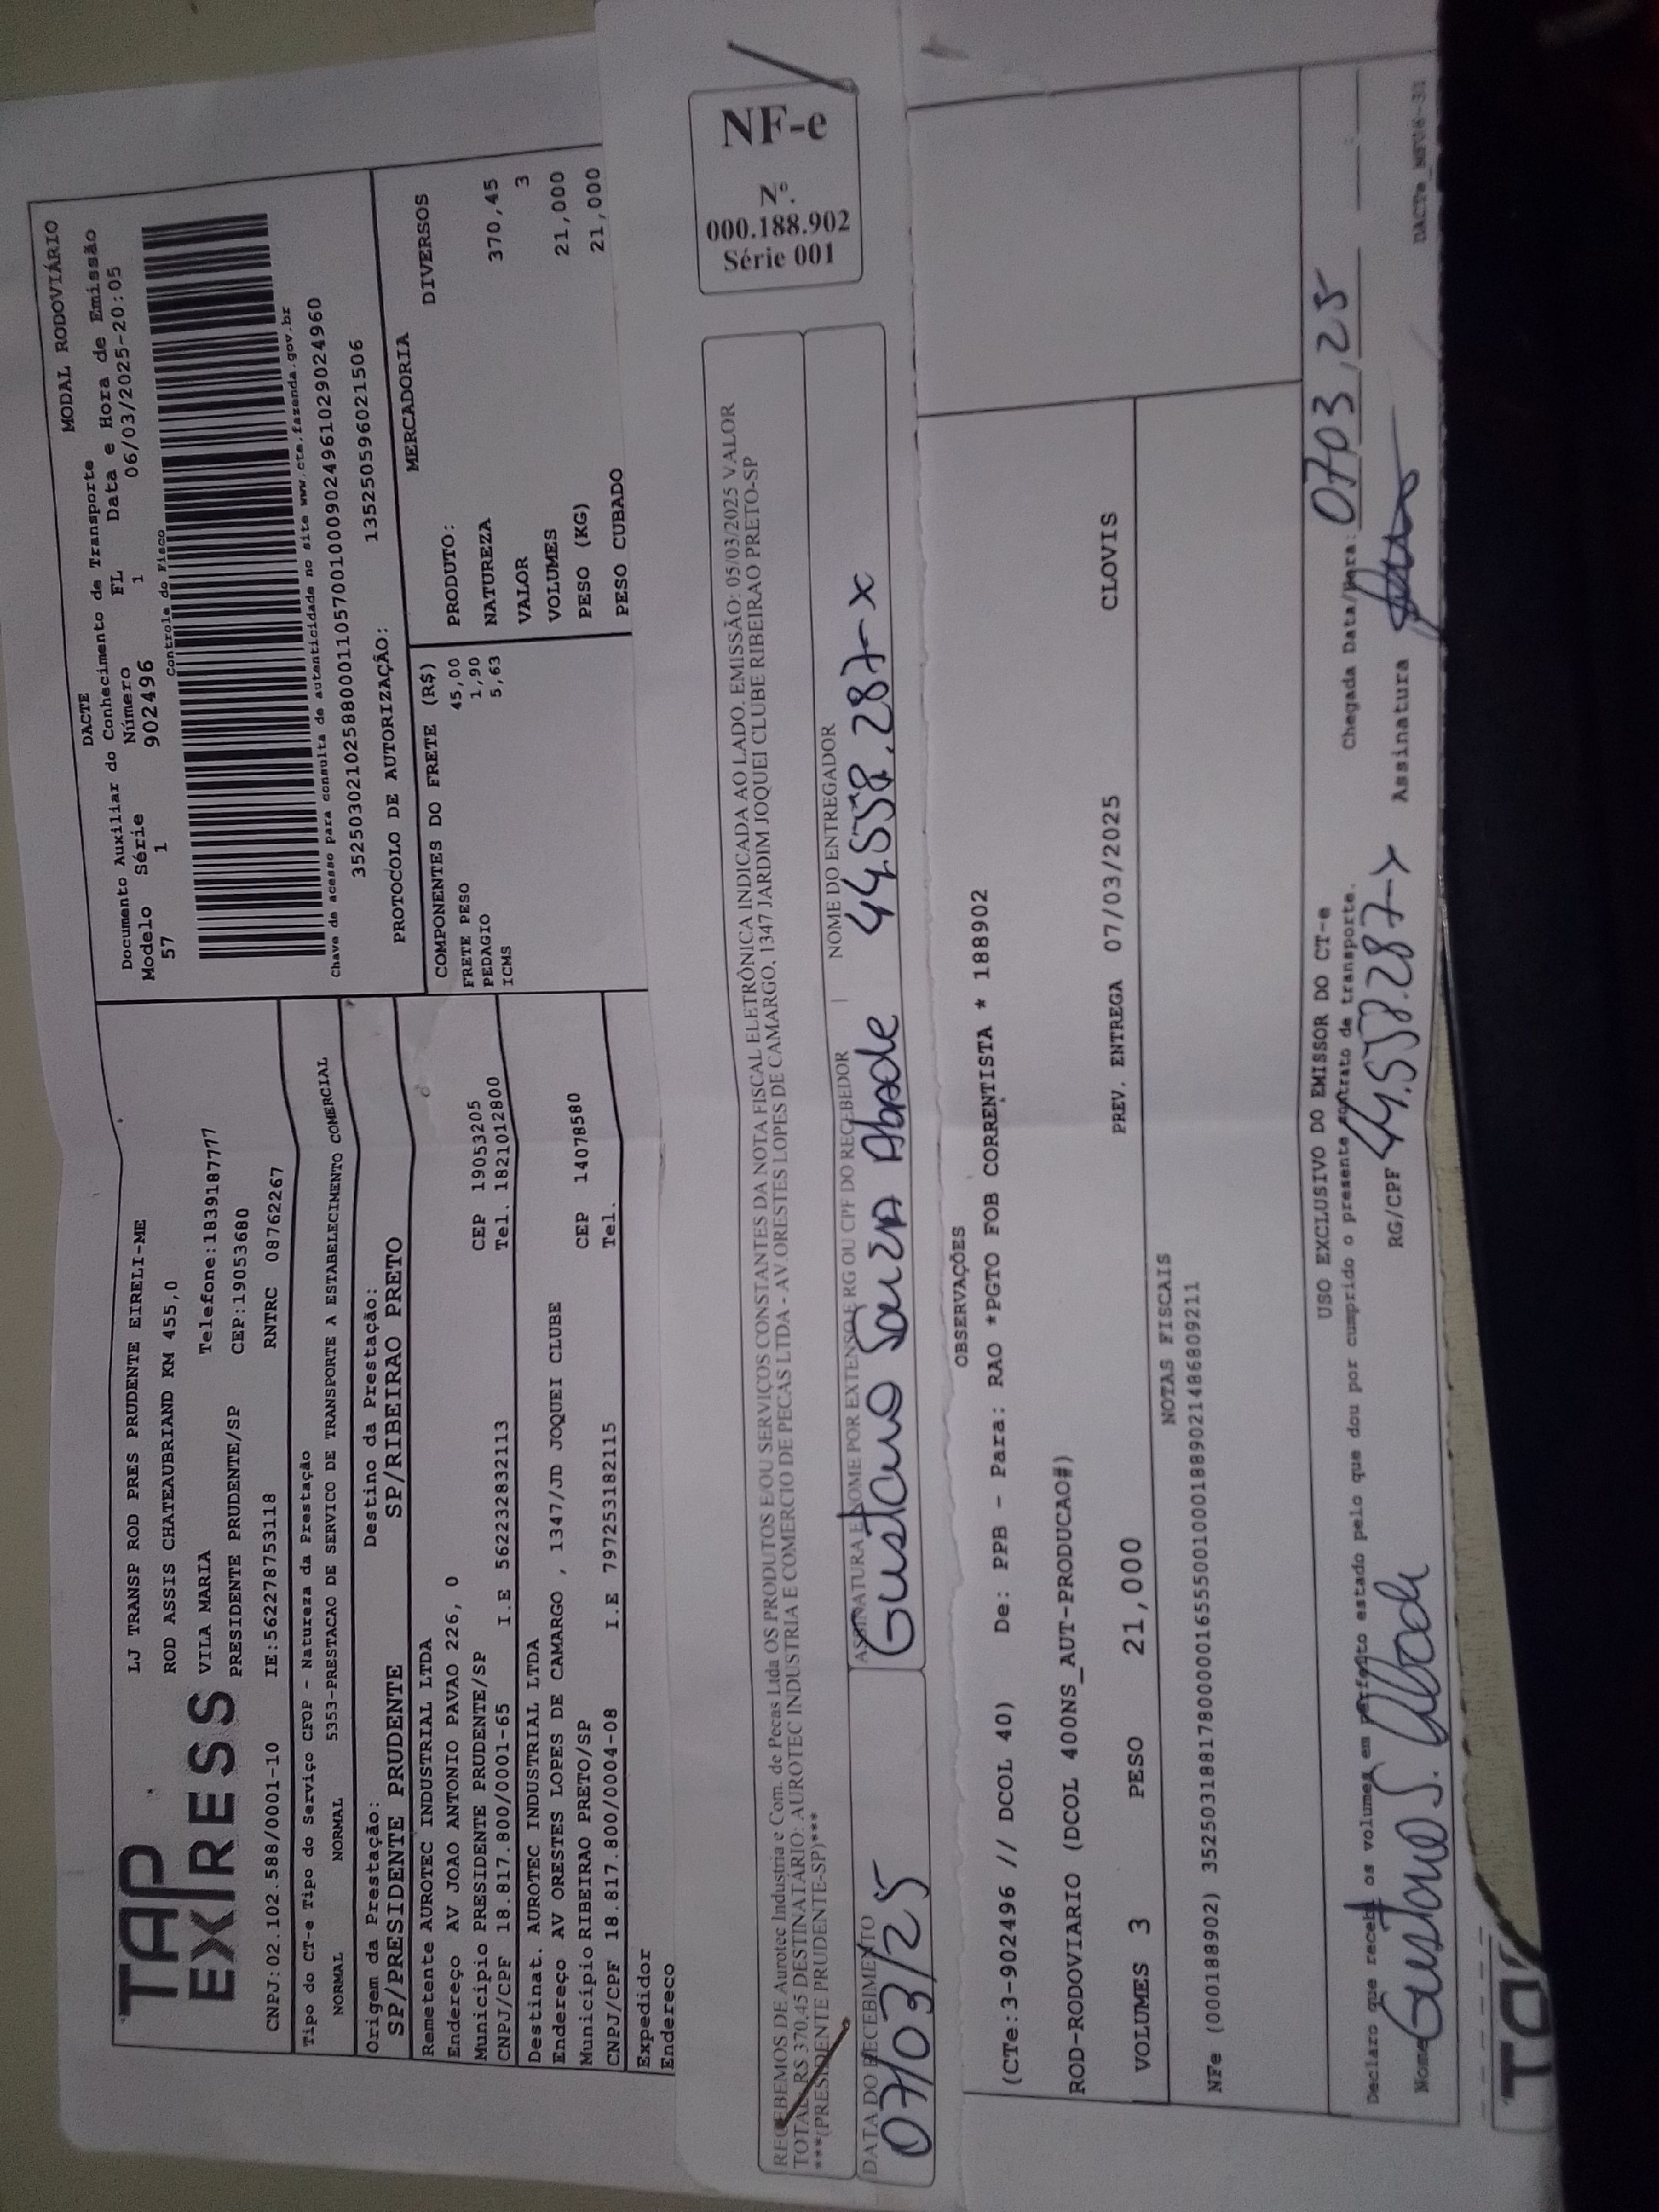 TAP
EXPRESS
LJ TRANSP ROD PRES PRUDENTE EIRELI-ME
ROD ASSIS CHATEAUBRIAND KM 455,0
VILA MARIA Telefone:1839187777
PRESIDENTE PRUDENTE/SP CEP:19053680
CNPJ:02.102.588/0001-10 IE:562278753118 RNTRC 08762267
Tipo do CT-e Tipo do Serviço CFOP - Natureza da Prestação
NORMAL NORMAL 5353-PRESTACAO DE SERVICO DE TRANSPORTE A ESTABELECIMENTO COMERCIAL
Origem da Prestação: Destino da Prestação:
SP/PRESIDENTE PRUDENTE SP/RIBEIRAO PRETO
Remetente AUROTEC INDUSTRIAL LTDA
Endereço AV JOAO ANTONIO PAVAO 226, 0
Município PRESIDENTE PRUDENTE/SP CEP 19053205
CNPJ/CPF 18.817.800/0001-65 I.E 562232832113 Tel. 1821012800
Destinat. AUROTEC INDUSTRIAL LTDA
Endereço AV ORESTES LOPES DE CAMARGO , 1347/JD JOQUEI CLUBE
Município RIBEIRAO PRETO/SP CEP 14078580
CNPJ/CPF 18.817.800/0004-08 I.E 797253182115 Tel.
Expedidor
Endereco
MODAL RODOVIÁRIO
DACTE
Documento Auxiliar do Conhecimento de Transporte
Modelo Série Número FL Data e Hora de Emissão
57 1 902496 1 06/03/2025-20:05
Controle do Fisco
Chave de acesso para consulta de autenticidade no site www.cte.fazenda.gov.br
35250302102588000110570010009024961029024960
PROTOCOLO DE AUTORIZAÇÃO: 135250596021506
COMPONENTES DO FRETE (R$)
FRETE PESO 45,00
PEDAGIO 1,90
ICMS 5,63
MERCADORIA
PRODUTO: DIVERSOS
NATUREZA
VALOR 370,45
VOLUMES 3
PESO (KG) 21,000
PESO CUBADO 21,000
RECEBEMOS DE Aurotec Industria e Com. de Pecas Ltda OS PRODUTOS E/OU SERVIÇOS CONSTANTES DA NOTA FISCAL ELETRÔNICA INDICADA AO LADO. EMISSÃO: 05/03/2025 VALOR
TOTAL: R$ 370,45 DESTINATÁRIO: AUROTEC INDUSTRIA E COMERCIO DE PECAS LTDA - AV.ORESTES LOPES DE CAMARGO, 1347 JARDIM JOQUEI CLUBE RIBEIRAO PRETO-SP
***(PRESIDENTE PRUDENTE-SP)***
DATA DO RECEBIMENTO
07/03/25
ASSINATURA E NOME POR EXTENSO E RG OU CPF DO RECEBEDOR
Gustavo Souza Abade
NOME DO ENTREGADOR
44.558.287-X
NF-e
N.º
000.188.902
Série 001
OBSERVAÇÕES
(CTe:3-902496 // DCOL 40) De: PPB - Para: RAO *PGTO FOB CORRENTISTA * 188902
ROD-RODOVIARIO (DCOL 400NS_AUT-PRODUCAO#)
VOLUMES 3 PESO 21,000 PREV. ENTREGA 07/03/2025 CLOVIS
NOTAS FISCAIS
NFe (000188902) 35250318817800000165550010001889021486809211
USO EXCLUSIVO DO EMISSOR DO CT-e
Declaro que recebi os volumes em perfeito estado pelo que dou por cumprido o presente contrato de transporte.
Chegada Data/Hora: 07/03/25
Nome Gustavo S. Abade RG/CPF 44.558.287-X Assinatura
DACTe_NF06-31